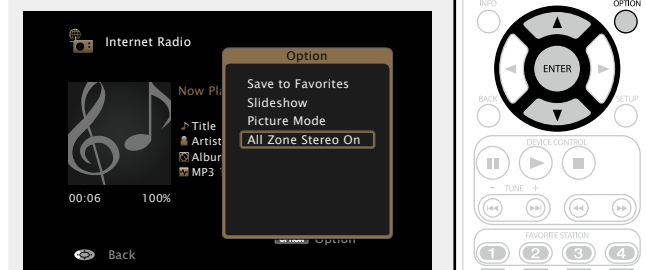 Internet Radio
Now Pla
Title
Artist
Albur
MP3
00:06 100%
Back
Option
Save to Favorites
Slideshow
Picture Mode
All Zone Stereo On
Option
INFO
OPTION
ENTER
BACK
SETUP
DEVICE CONTROL
− TUNE +
FAVORITE STATION
1 2 3 4